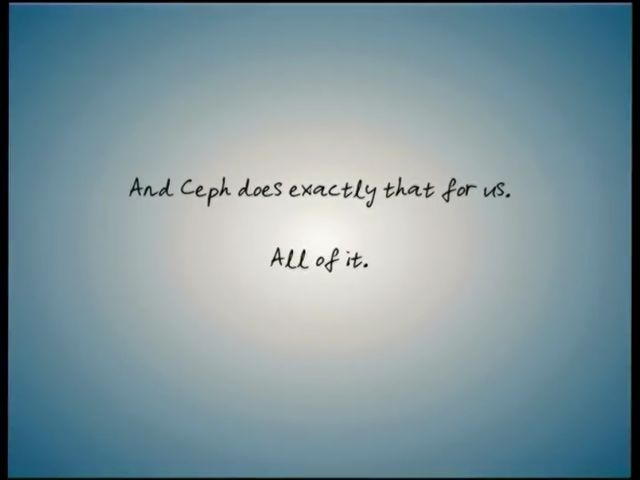 And Ceph does exactly that for us.
All of it.